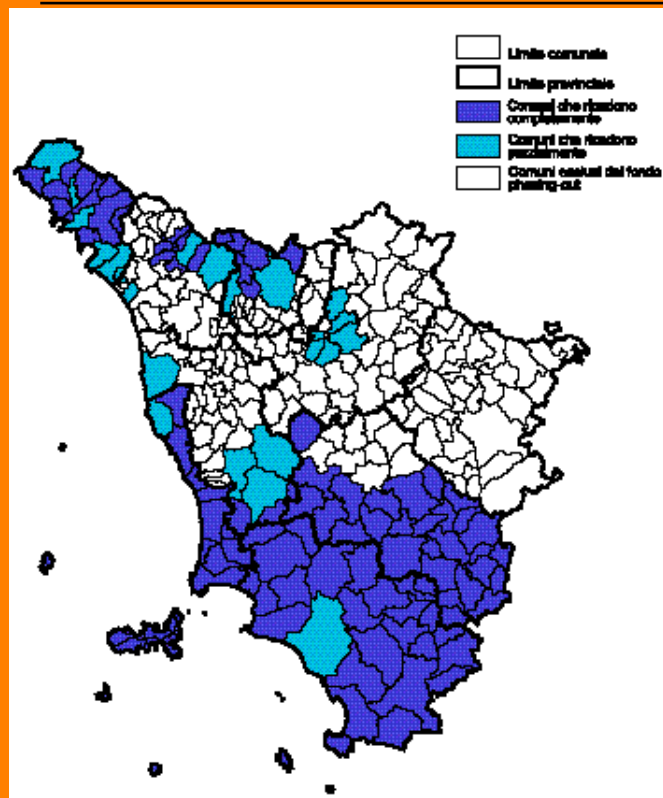 Limite comunale
Limite provinciale
Comuni che ricadono
completamente
Comuni che ricadono
parzialmente
Comuni esclusi dal fondo
phasing-out